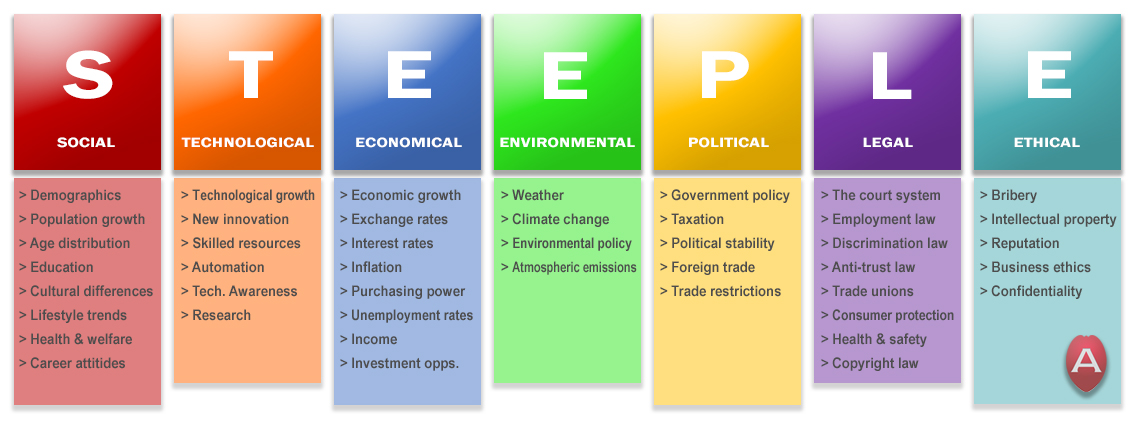 S
SOCIAL
> Demographics
> Population growth
> Age distribution
> Education
> Cultural differences
> Lifestyle trends
> Health & welfare
> Career attitides
T
TECHNOLOGICAL
> Technological growth
> New innovation
> Skilled resources
> Automation
> Tech. Awareness
> Research
E
ECONOMICAL
> Economic growth
> Exchange rates
> Interest rates
> Inflation
> Purchasing power
> Unemployment rates
> Income
> Investment opps.
E
ENVIRONMENTAL
> Weather
> Climate change
> Environmental policy
> Atmospheric emissions
P
POLITICAL
> Government policy
> Taxation
> Political stability
> Foreign trade
> Trade restrictions
L
LEGAL
> The court system
> Employment law
> Discrimination law
> Anti-trust law
> Trade unions
> Consumer protection
> Health & safety
> Copyright law
E
ETHICAL
> Bribery
> Intellectual property
> Reputation
> Business ethics
> Confidentiality
A